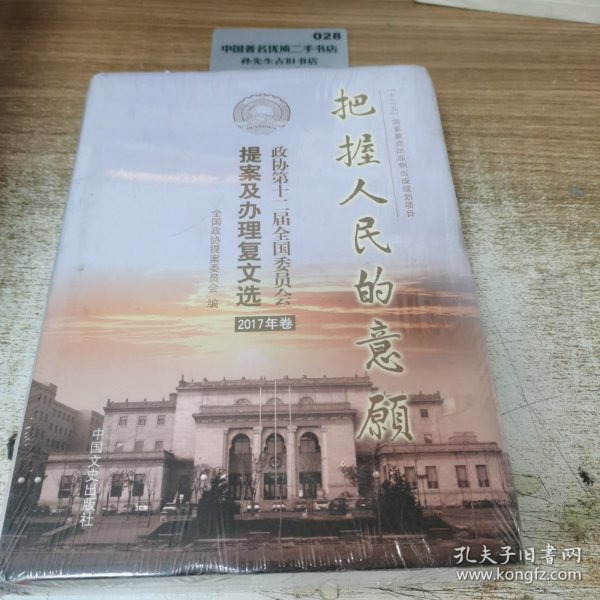 028
中国著名优质二手书店
孙先生古旧书店
“十二五”国家重点出版物出版规划项目
把握人民的意愿
政协第十二届全国委员会
提案及办理复文选
2017年卷
全国政协提案委员会 编
中国文史出版社
孔夫子旧书网
www.kongfz.com